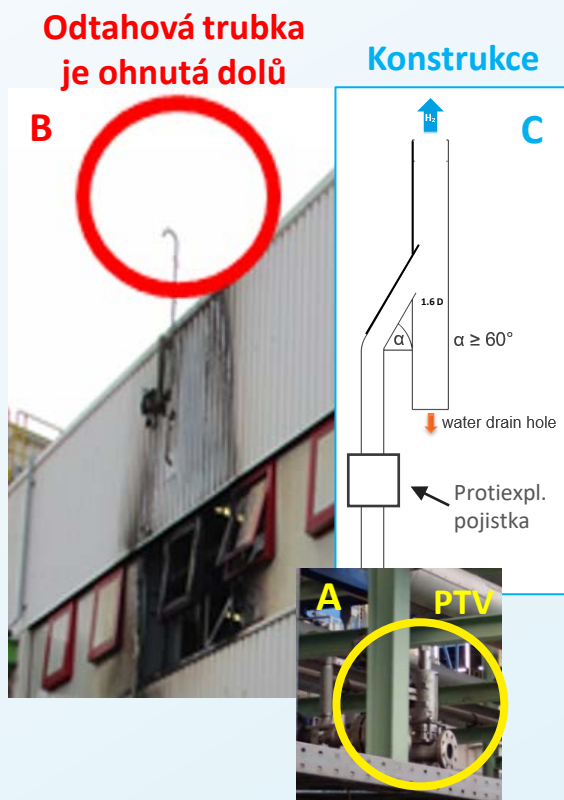 Odtahová trubka
je ohnutá dolů
Konstrukce
B
C
H₂
1.6 D
α
α ≥ 60°
water drain hole
Protiexpl.
pojistka
A
PTV